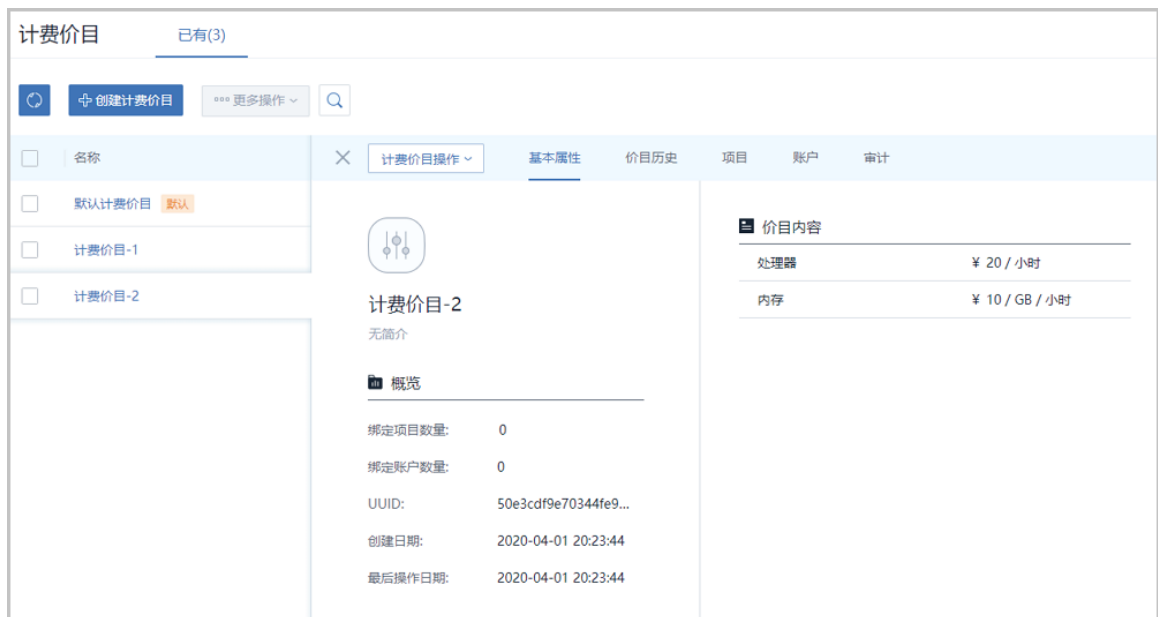 计费价目 已有(3)
创建计费价目 更多操作
名称
默认计费价目 默认
计费价目-1
计费价目-2
计费价目操作 基本属性 价目历史 项目 账户 审计
计费价目-2
无简介
概览
绑定项目数量: 0
绑定账户数量: 0
UUID: 50e3cdf9e70344fe9...
创建日期: 2020-04-01 20:23:44
最后操作日期: 2020-04-01 20:23:44
价目内容
处理器 ¥ 20 / 小时
内存 ¥ 10 / GB / 小时